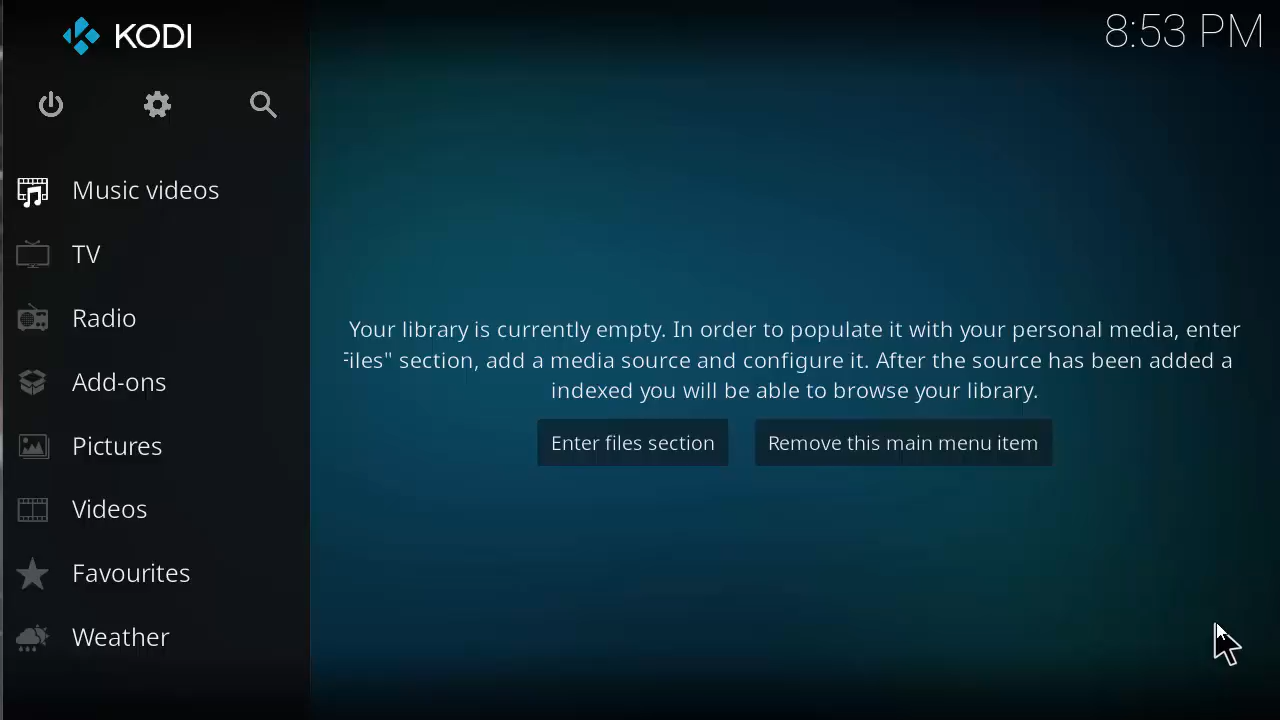 KODI
8:53 PM
Music videos
TV
Radio
Add-ons
Pictures
Videos
Favourites
Weather
Your library is currently empty. In order to populate it with your personal media, enter
Files" section, add a media source and configure it. After the source has been added a
indexed you will be able to browse your library.
Enter files section
Remove this main menu item